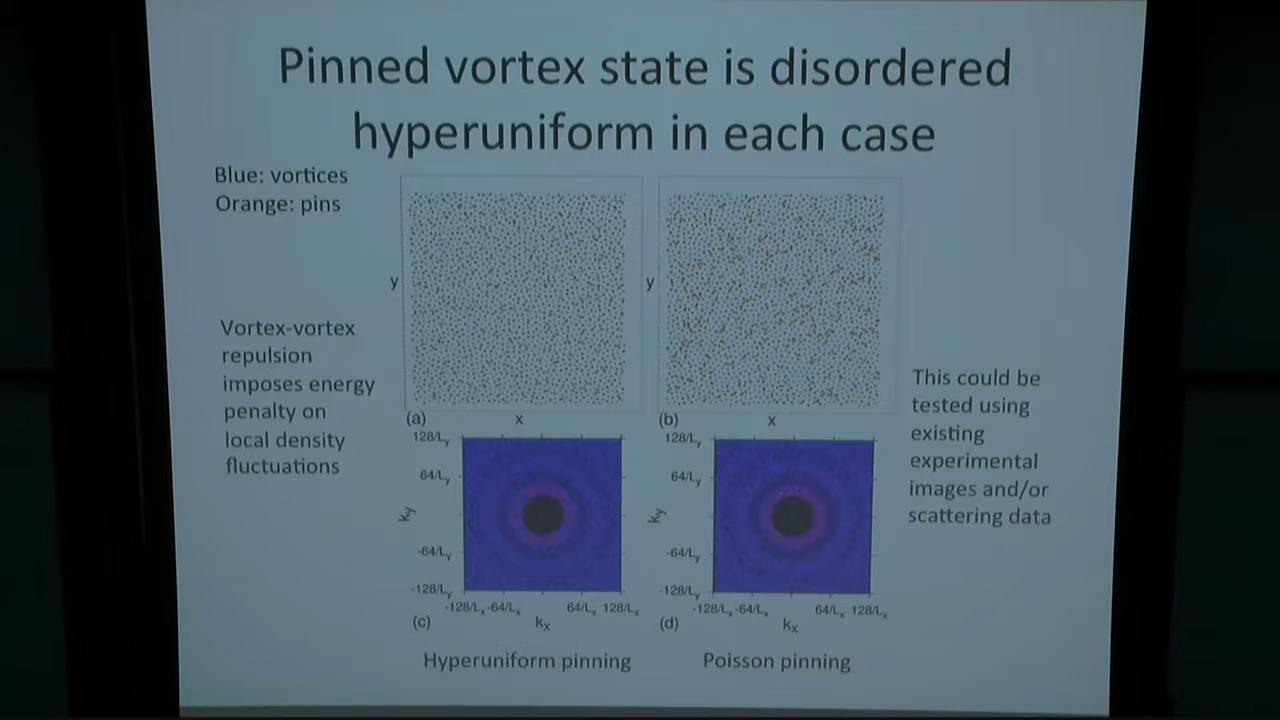 Pinned vortex state is disordered
hyperuniform in each case
Blue: vortices
Orange: pins
Vortex-vortex
repulsion
imposes energy
penalty on
local density
fluctuations
y
(a)
x
y
(b)
x
This could be
tested using
existing
experimental
images and/or
scattering data
128/Ly
64/Ly
ky
-64/Ly
-128/Ly
-128/Lx -64/Lx 64/Lx 128/Lx
(c)
kx
128/Ly
64/Ly
ky
-64/Ly
-128/Ly
-128/Lx -64/Lx 64/Lx 128/Lx
(d)
kx
Hyperuniform pinning
Poisson pinning